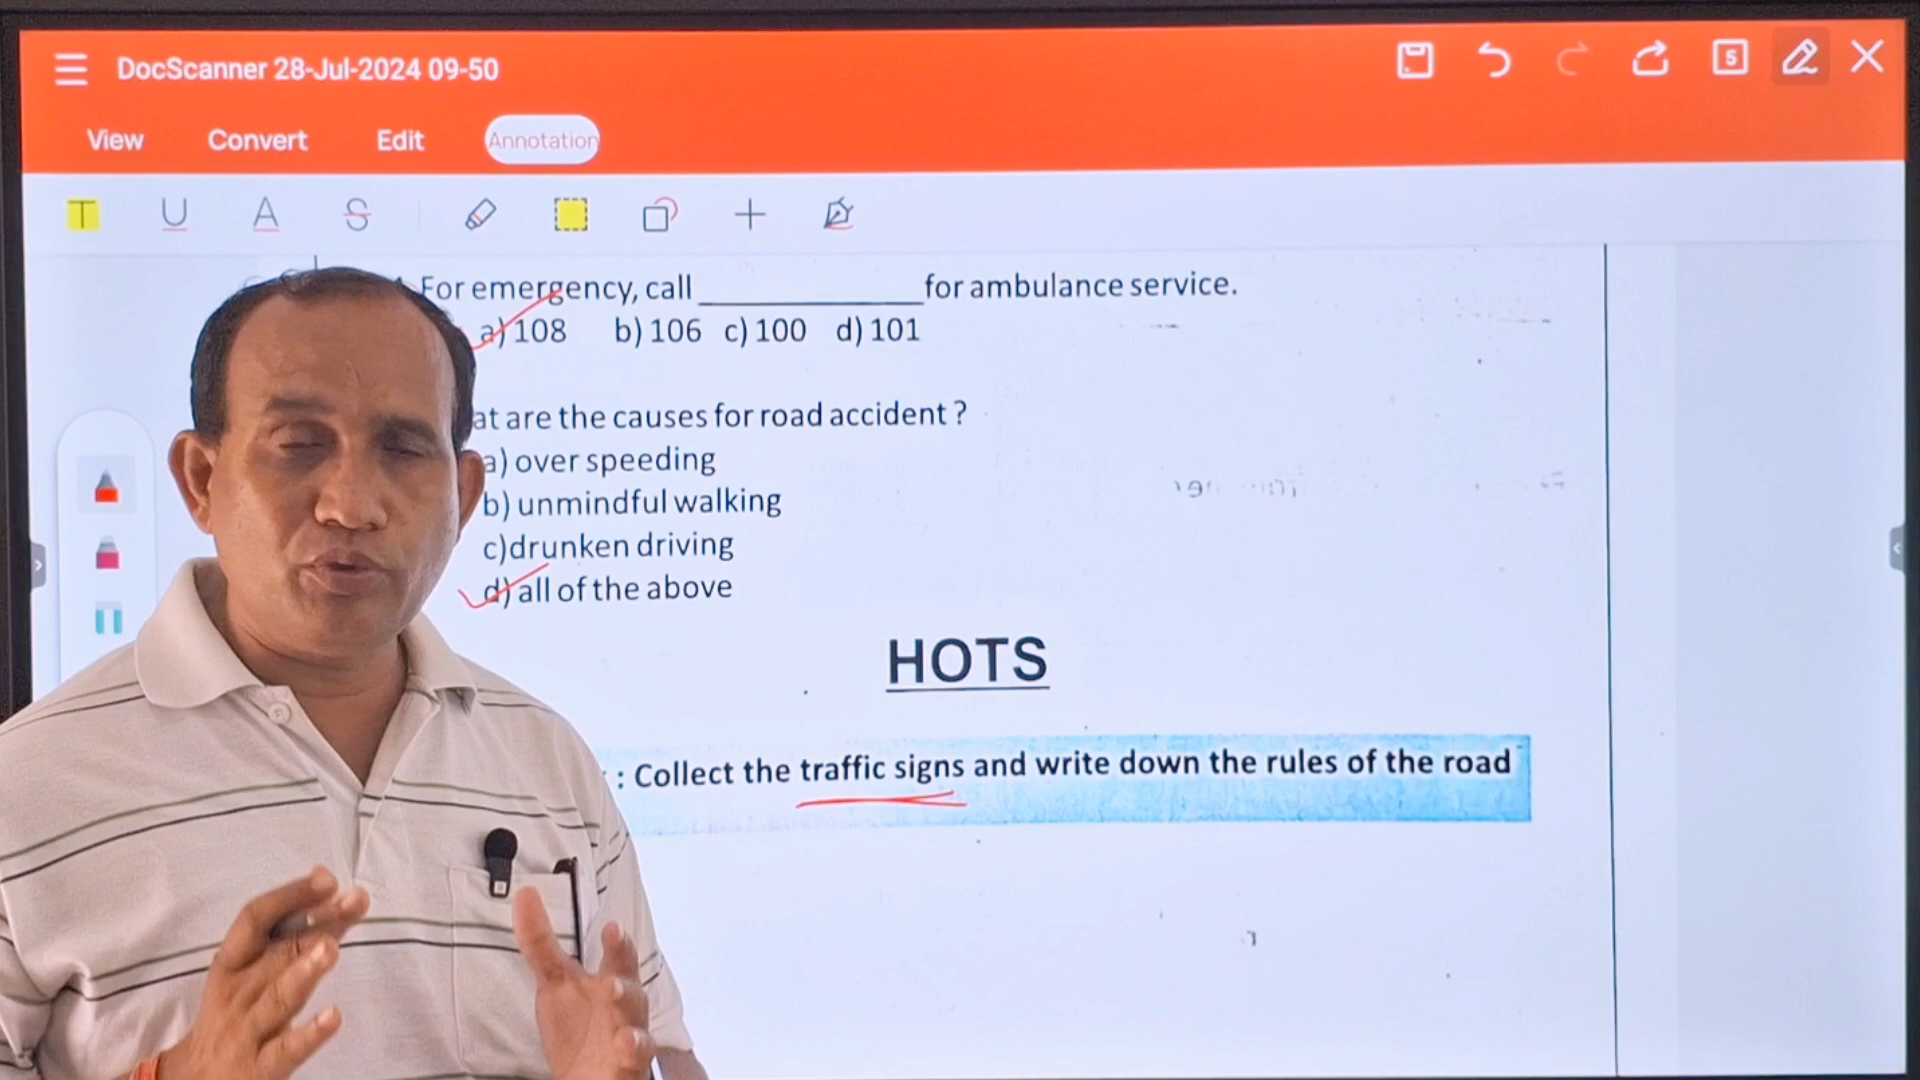 DocScanner 28-Jul-2024 09-50
5
View Convert Edit Annotation
T U A S
For emergency, call ____________ for ambulance service.
a) 108 b) 106 c) 100 d) 101
at are the causes for road accident ?
a) over speeding
b) unmindful walking
c)drunken driving
d) all of the above
HOTS
: Collect the traffic signs and write down the rules of the road